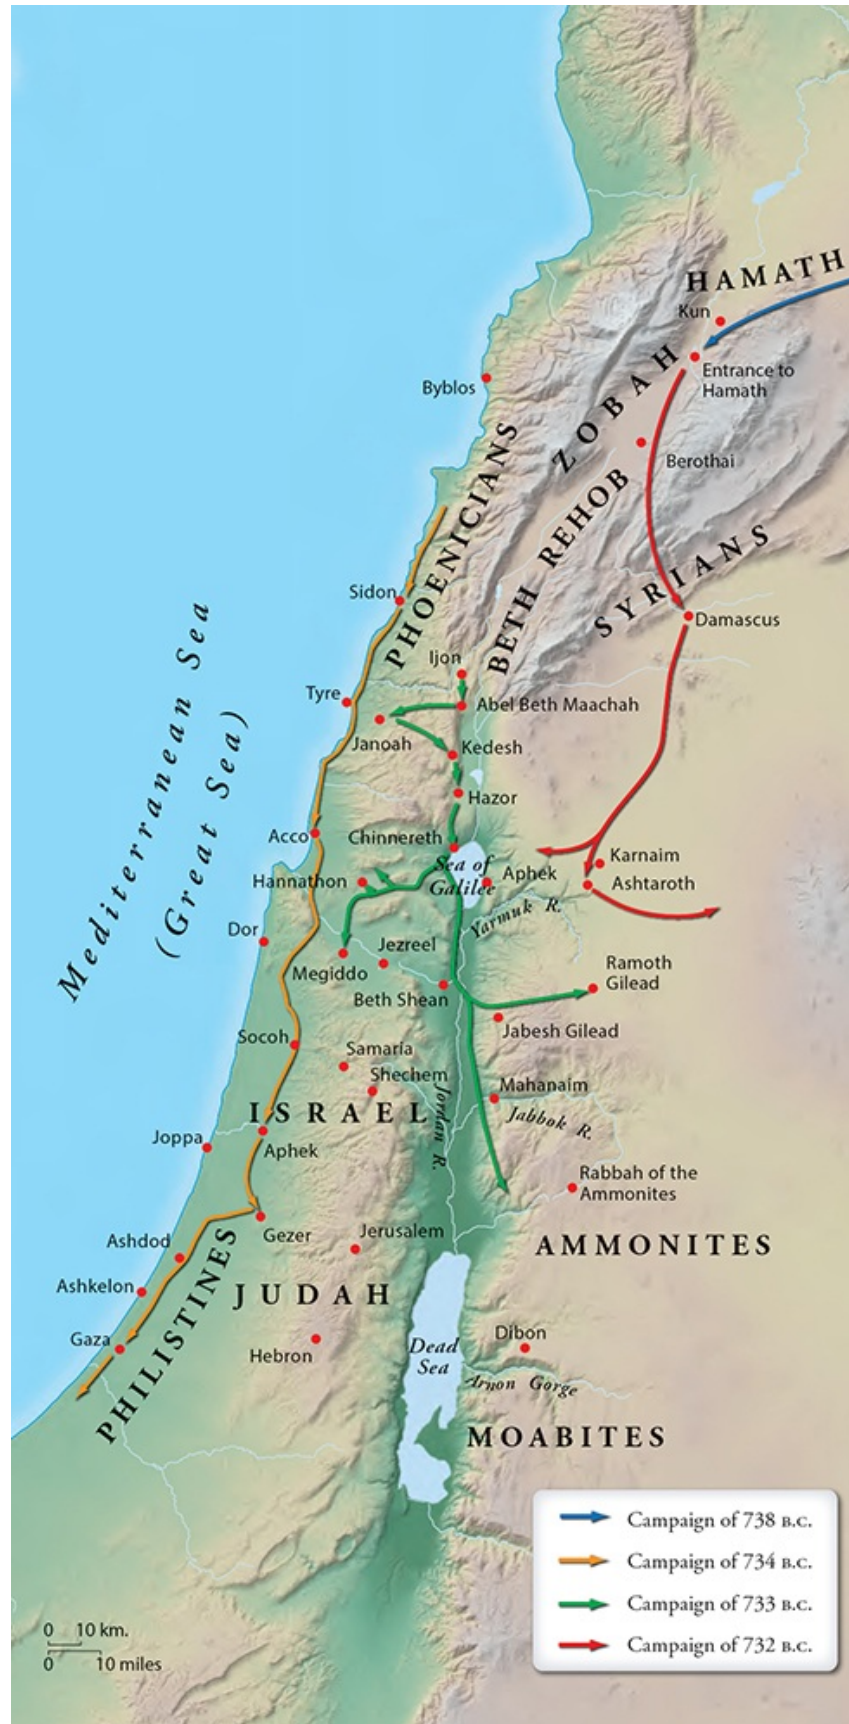 HAMATH
Kun
Entrance to
Hamath
ZOBAH
Byblos
Berothai
PHOENICIANS
BETH REHOB
SYRIANS
Sidon
Damascus
Mediterranean Sea
(Great Sea)
Ijon
Tyre
Abel Beth Maachah
Janoah
Kedesh
Hazor
Acco
Chinnereth
Sea of
Galilee
Karnaim
Aphek
Ashtaroth
Hannathon
Yarmuk R.
Dor
Jezreel
Megiddo
Ramoth
Gilead
Beth Shean
Jabesh Gilead
Socoh
Samaria
Shechem
Mahanaim
ISRAEL
Jordan R.
Jabbok R.
Joppa
Aphek
Rabbah of the
Ammonites
Gezer
Jerusalem
Ashdod
AMMONITES
Ashkelon
JUDAH
PHILISTINES
Gaza
Hebron
Dead
Sea
Dibon
Arnon Gorge
MOABITES
Campaign of 738 B.C.
Campaign of 734 B.C.
Campaign of 733 B.C.
Campaign of 732 B.C.
0 10 km.
0 10 miles